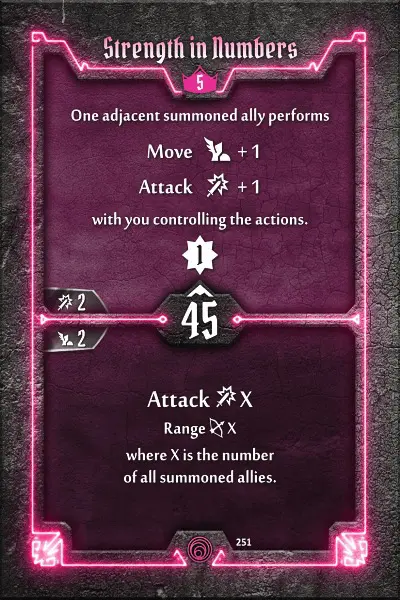 Strength in Numbers
5
One adjacent summoned ally performs
Move +1
Attack +1
with you controlling the actions.
1
2
45
2
Attack X
Range X
where X is the number
of all summoned allies.
251